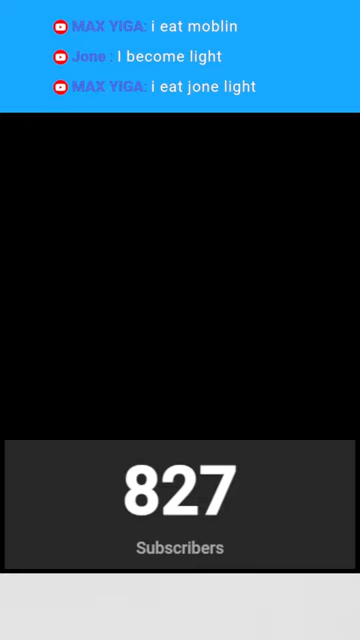 MAX YIGA: i eat moblin
Jone : I become light
MAX YIGA: i eat jone light
827
Subscribers